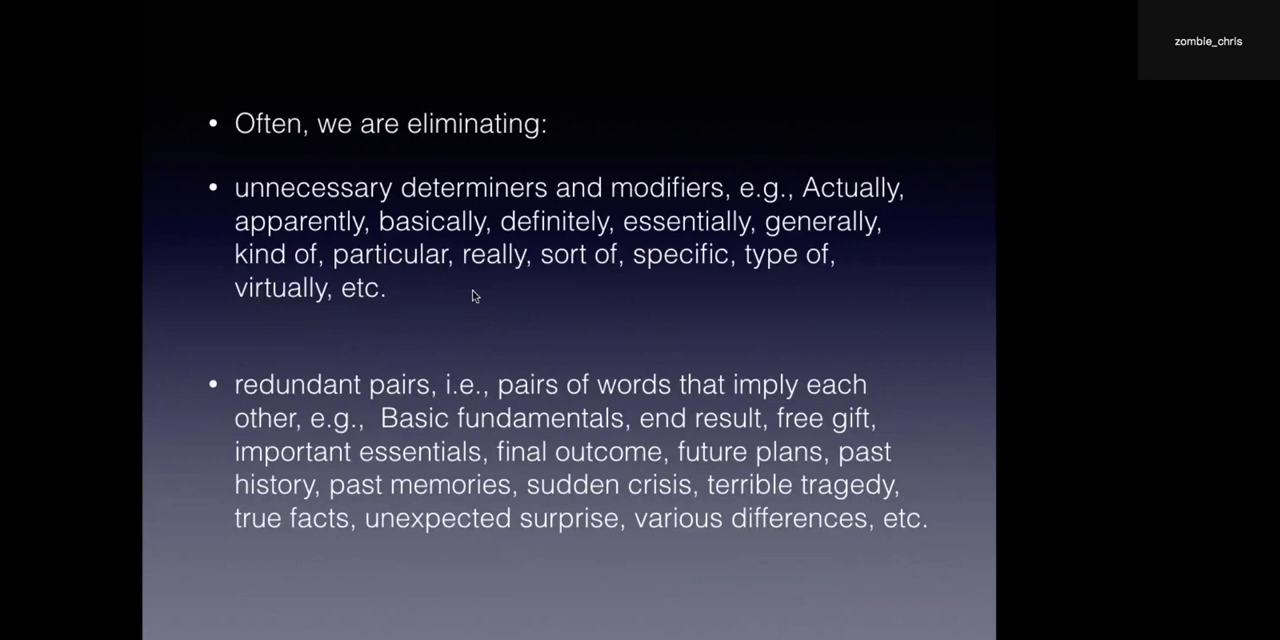 zombie_chris
• Often, we are eliminating:
• unnecessary determiners and modifiers, e.g., Actually,
apparently, basically, definitely, essentially, generally,
kind of, particular, really, sort of, specific, type of,
virtually, etc.
• redundant pairs, i.e., pairs of words that imply each
other, e.g.,  Basic fundamentals, end result, free gift,
important essentials, final outcome, future plans, past
history, past memories, sudden crisis, terrible tragedy,
true facts, unexpected surprise, various differences, etc.